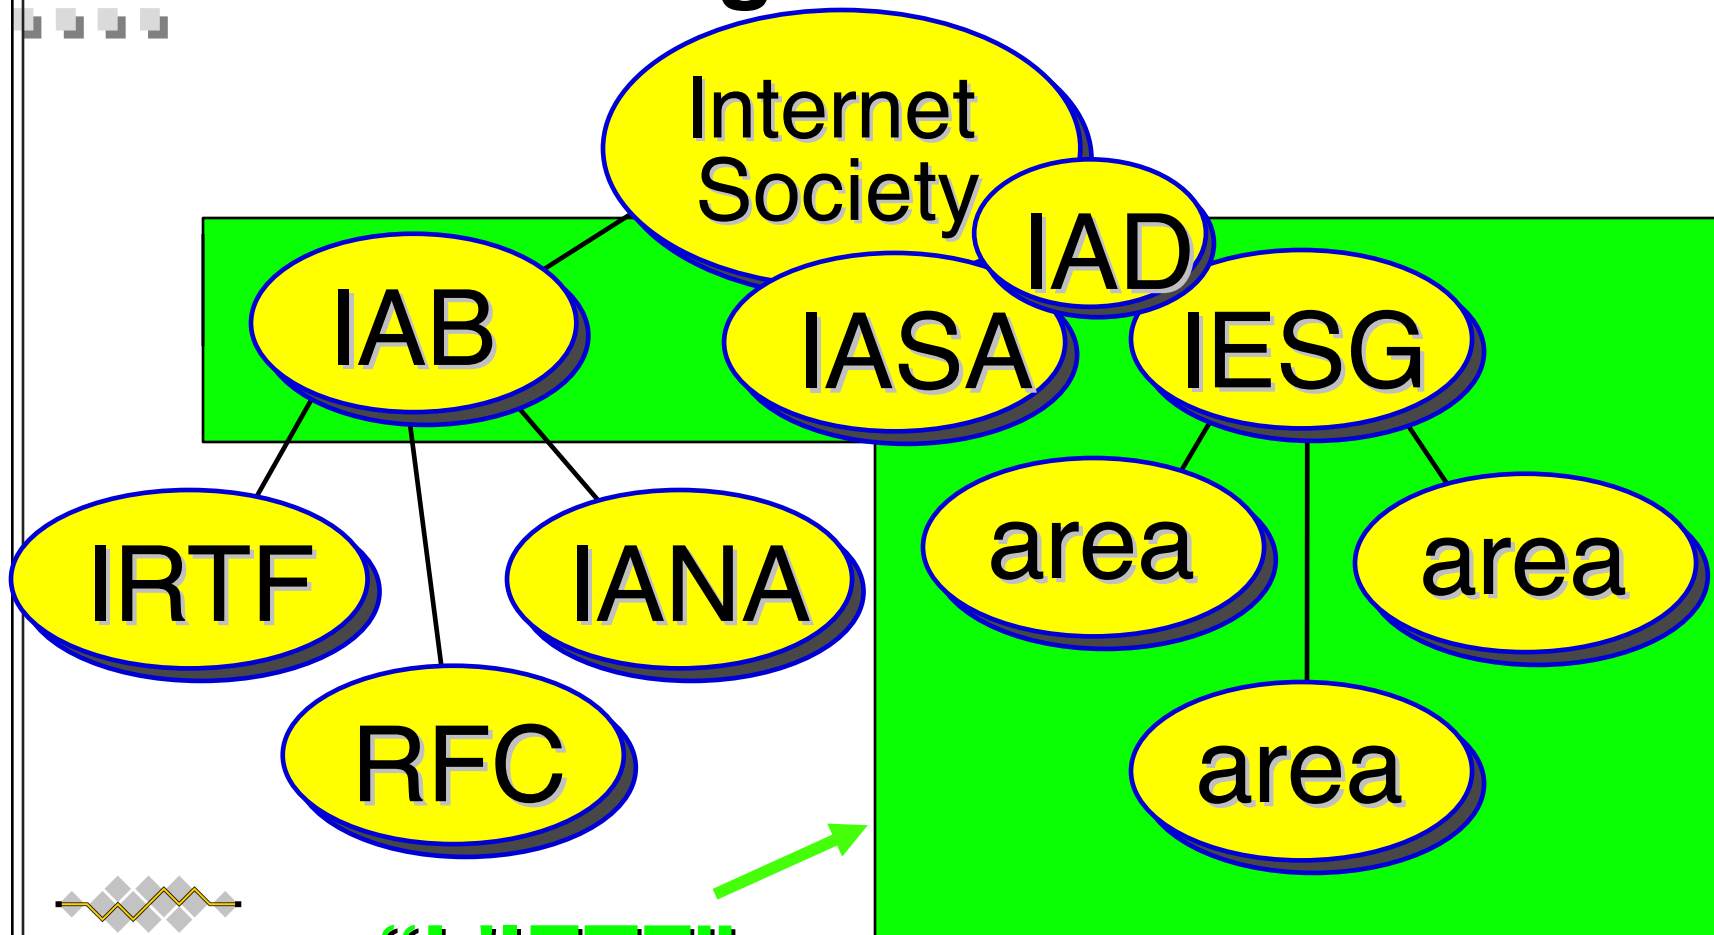 Internet
Society
IAD
IAB
IASA
IESG
IRTF
IANA
area
area
RFC
area